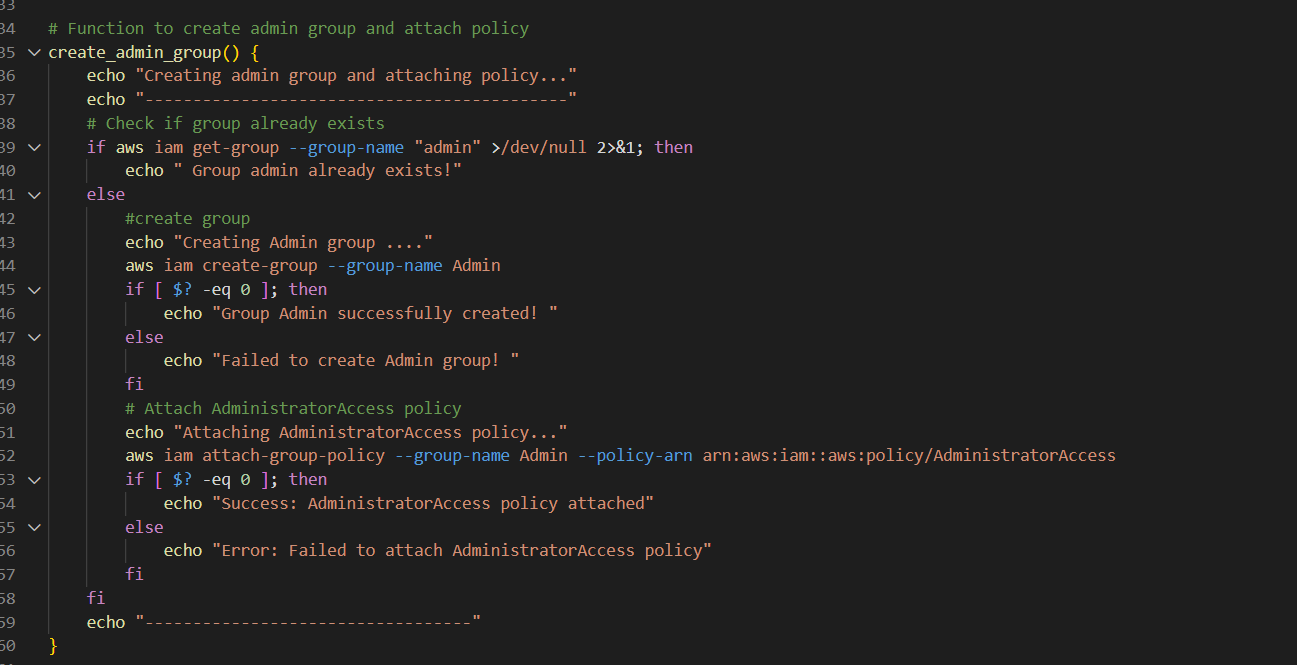 33
34 # Function to create admin group and attach policy
35 create_admin_group() {
36 echo "Creating admin group and attaching policy..."
37 echo "--------------------------------------------"
38 # Check if group already exists
39 if aws iam get-group --group-name "admin" >/dev/null 2>&1; then
40 echo " Group admin already exists!"
41 else
42 #create group
43 echo "Creating Admin group ...."
44 aws iam create-group --group-name Admin
45 if [ $? -eq 0 ]; then
46 echo "Group Admin successfully created! "
47 else
48 echo "Failed to create Admin group! "
49 fi
50 # Attach AdministratorAccess policy
51 echo "Attaching AdministratorAccess policy..."
52 aws iam attach-group-policy --group-name Admin --policy-arn arn:aws:iam::aws:policy/AdministratorAccess
53 if [ $? -eq 0 ]; then
54 echo "Success: AdministratorAccess policy attached"
55 else
56 echo "Error: Failed to attach AdministratorAccess policy"
57 fi
58 fi
59 echo "----------------------------------"
60 }